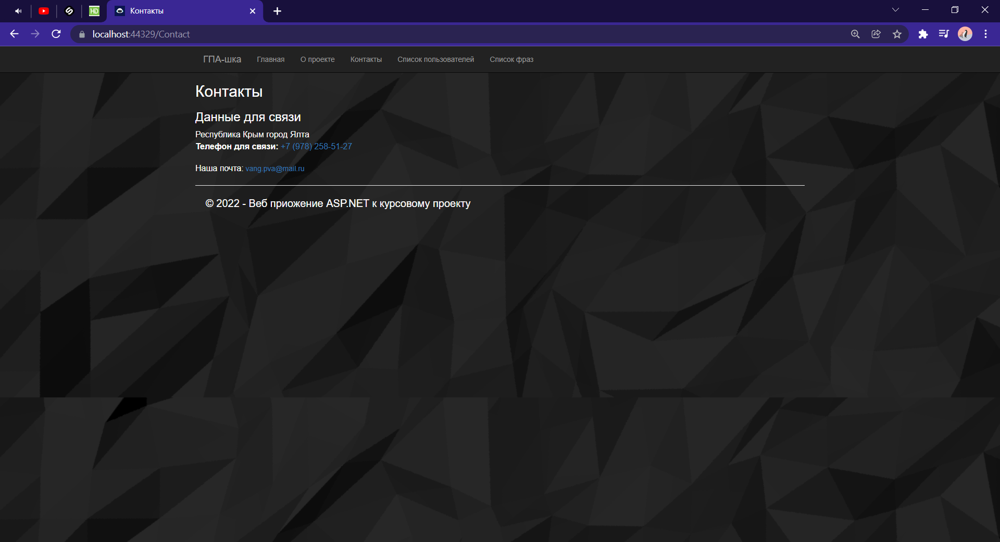 HD
Контакты
localhost:44329/Contact
ГПА-шка Главная О проекте Контакты Список пользователей Список фраз
Контакты
Данные для связи
Республика Крым город Ялта
Телефон для связи: +7 (978) 258-51-27
Наша почта: vang.pva@mail.ru
© 2022 - Веб приожение ASP.NET к курсовому проекту